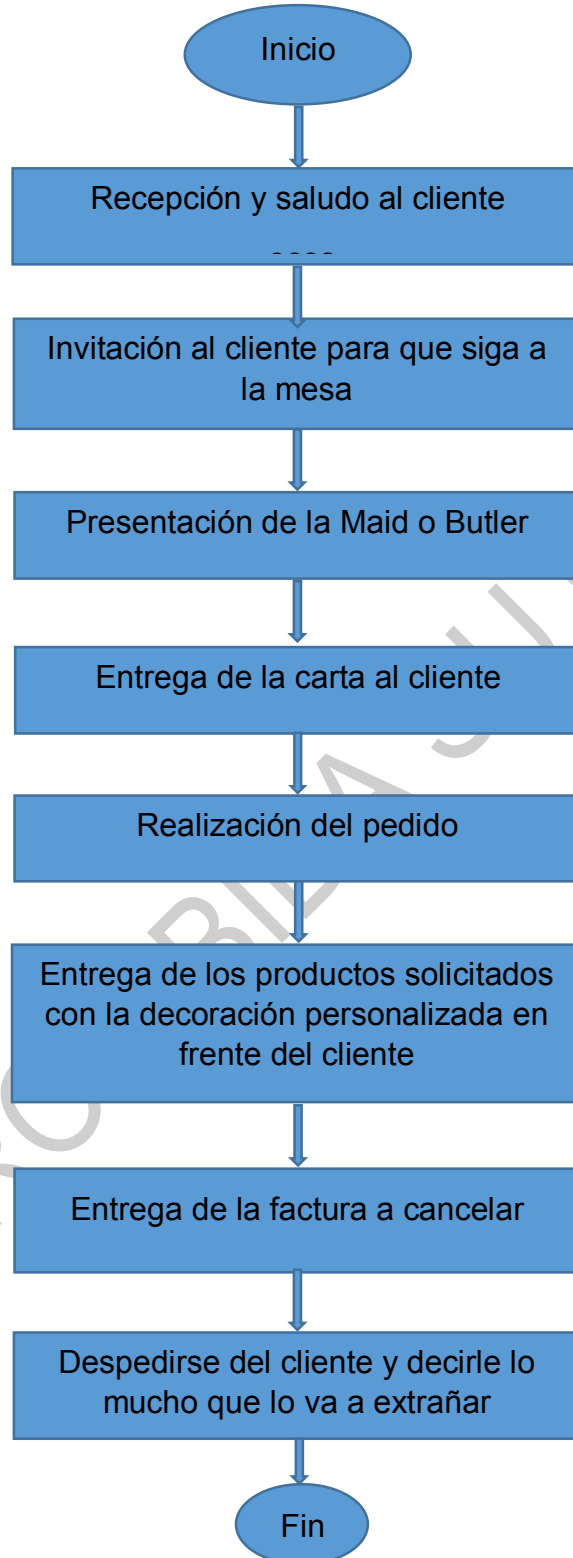 Inicio
Recepción y saludo al cliente
Invitación al cliente para que siga a
la mesa
Presentación de la Maid o Butler
Entrega de la carta al cliente
Realización del pedido
Entrega de los productos solicitados
con la decoración personalizada en
frente del cliente
Entrega de la factura a cancelar
Despedirse del cliente y decirle lo
mucho que lo va a extrañar
Fin